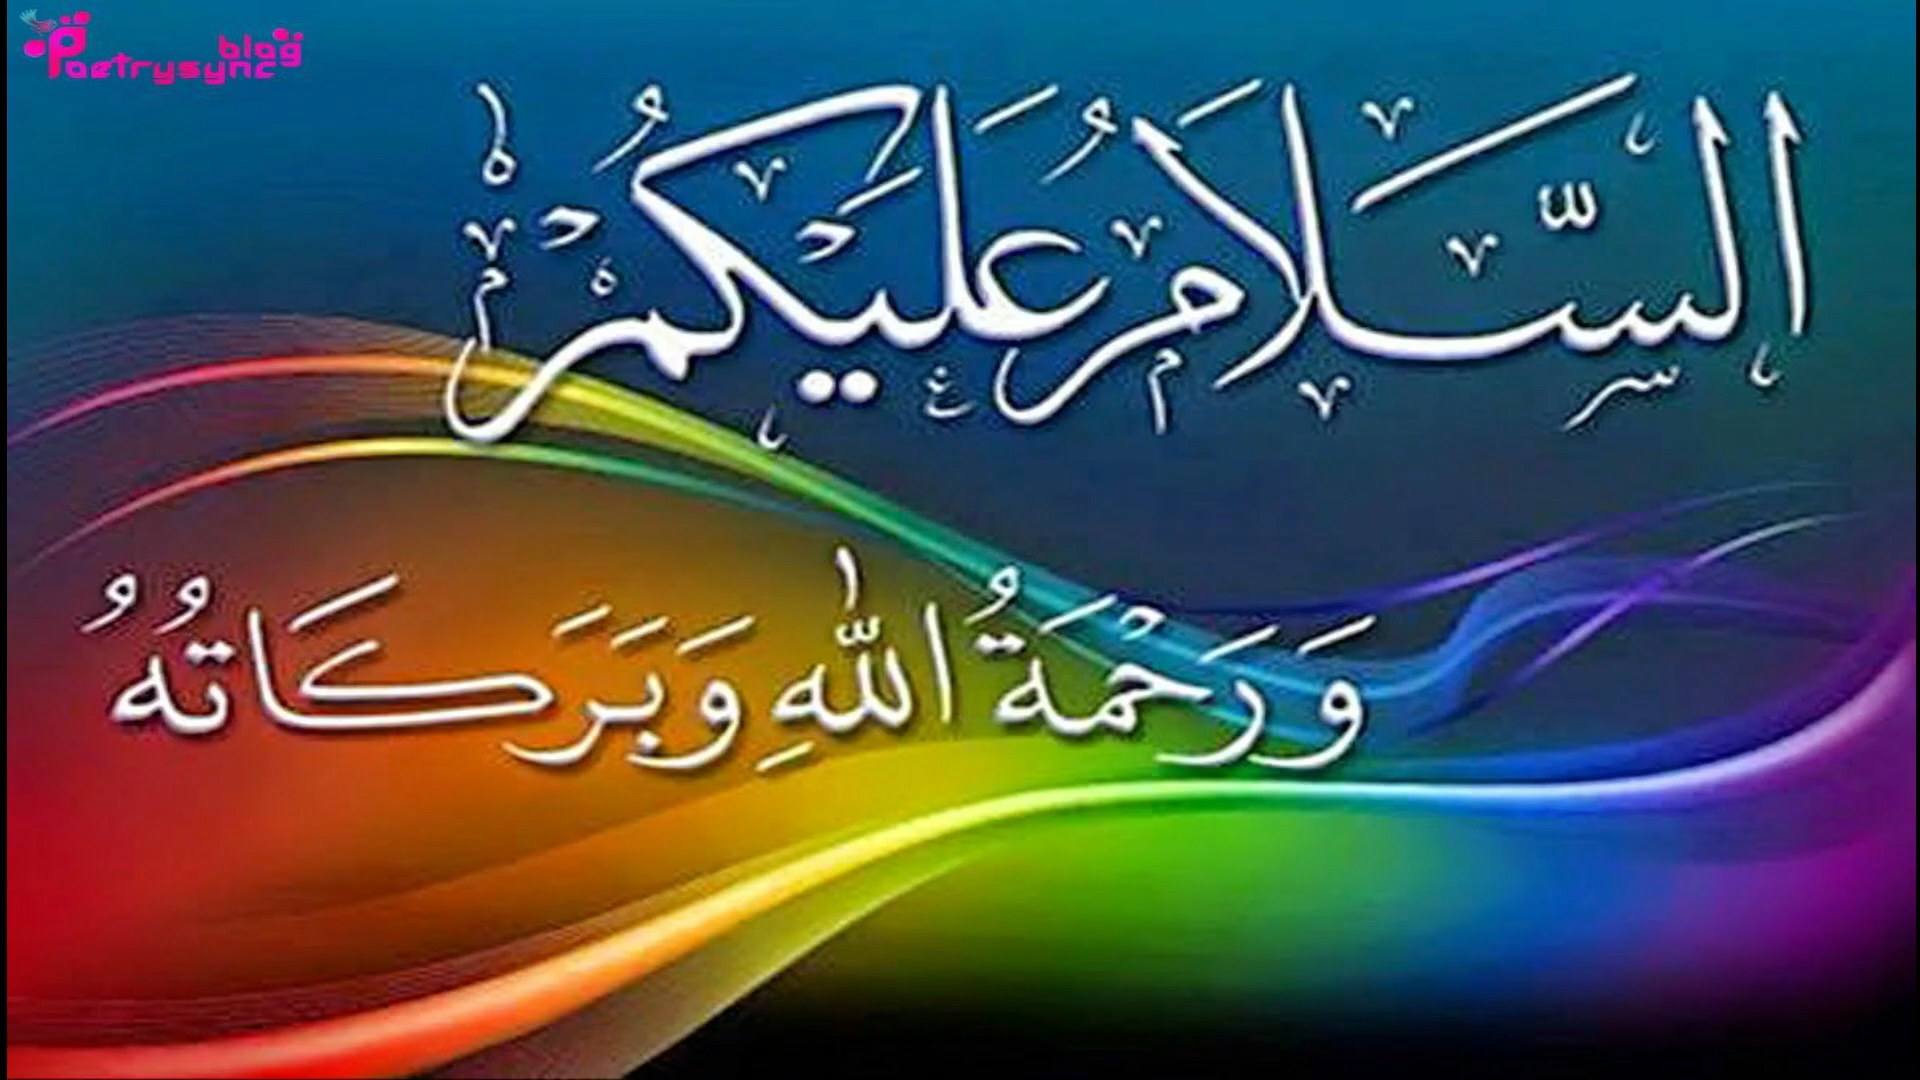 Poetrysync blog
السَّلَامُ عَلَيْكُمْ
وَرَحْمَةُ اللهِ وَبَرَكَاتُهُ